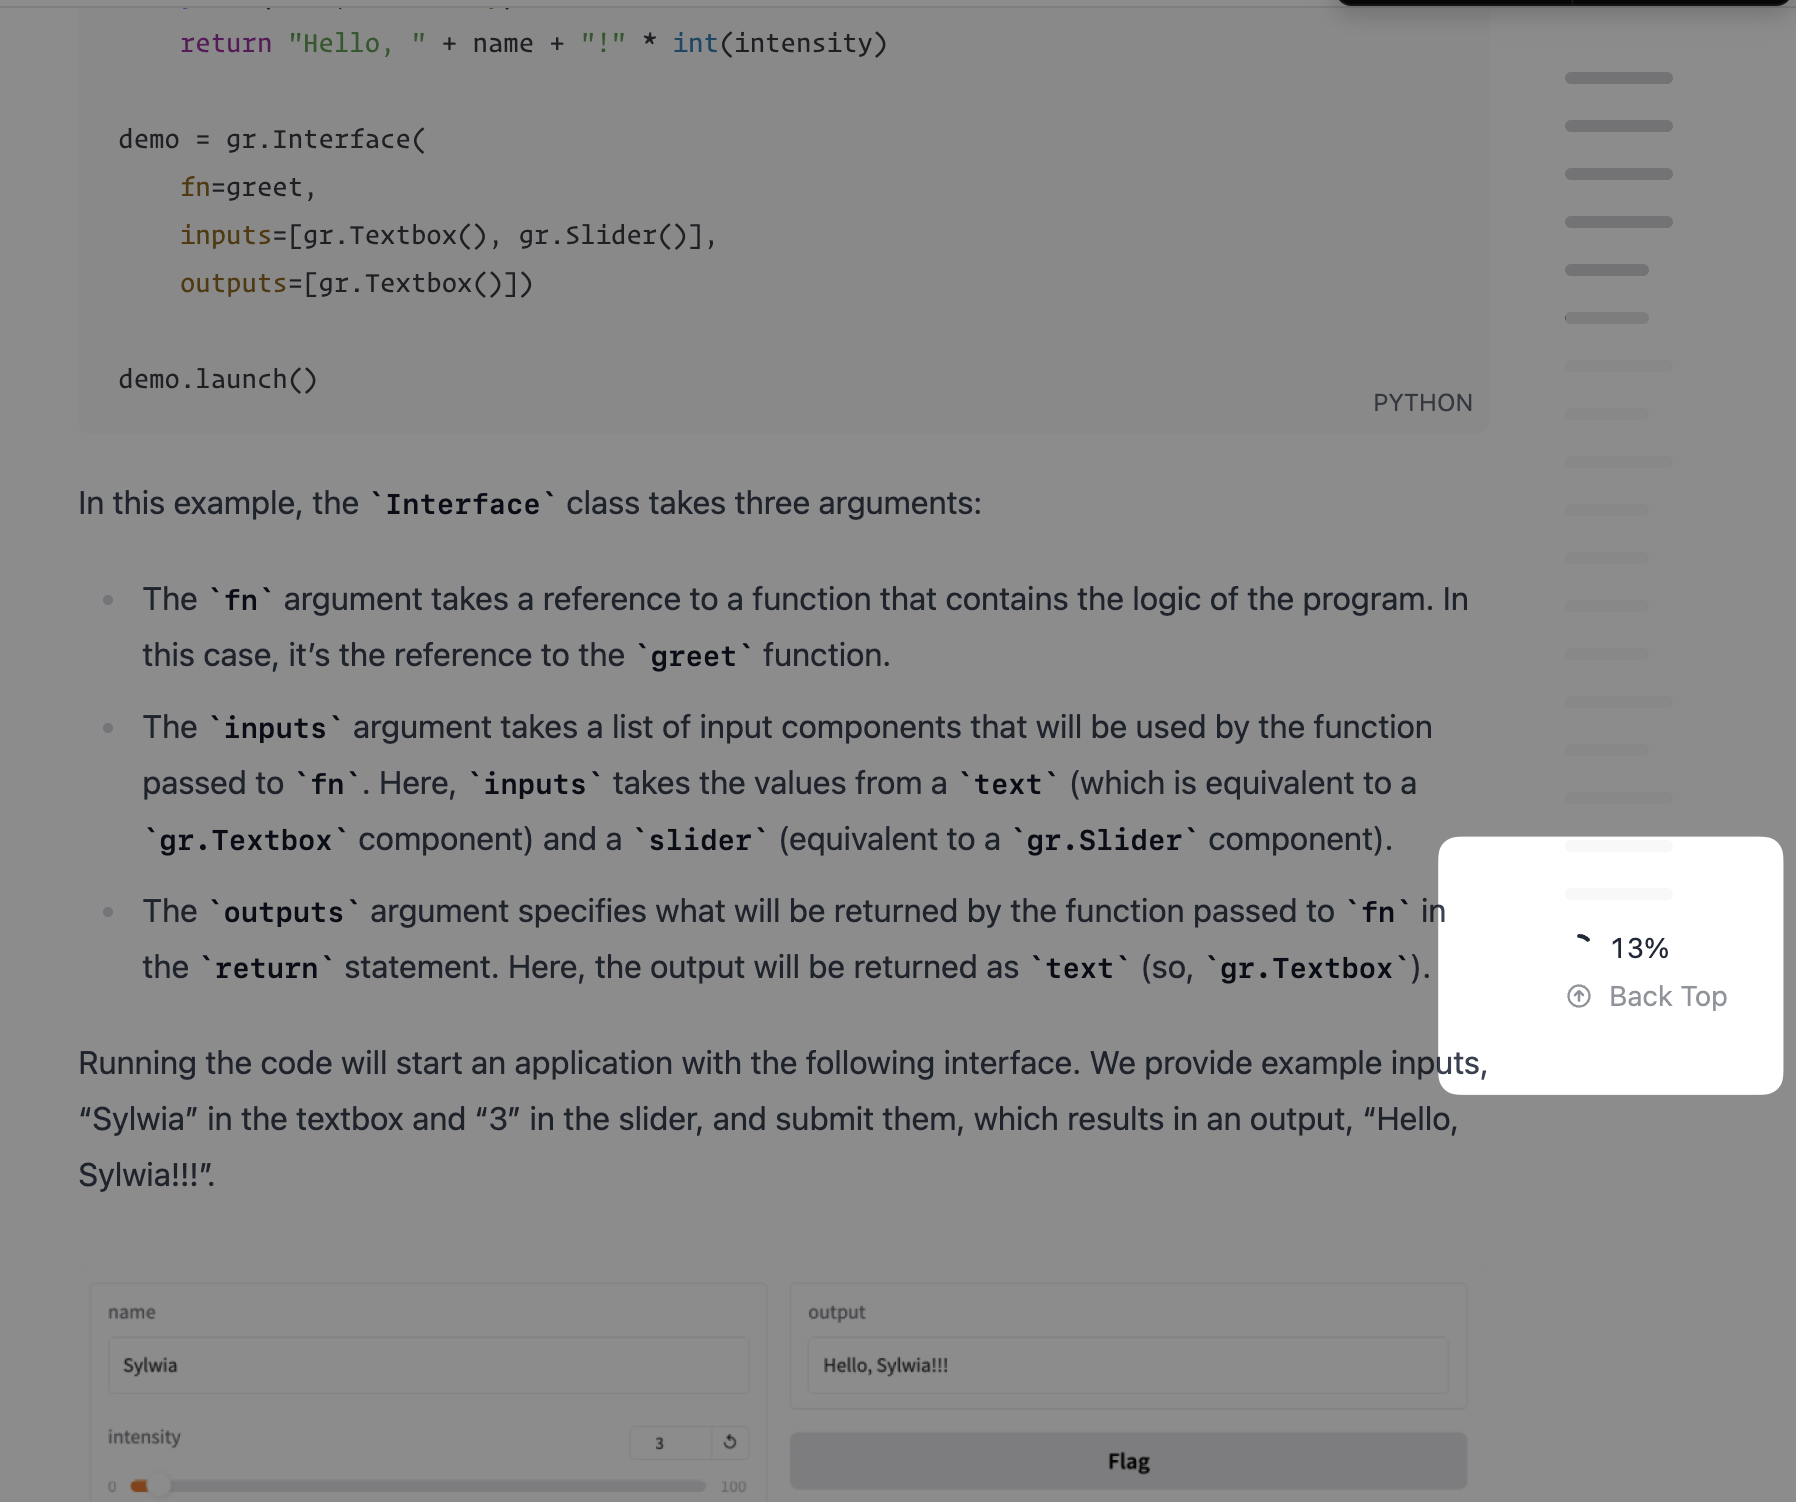 return "Hello, " + name + "!" * int(intensity)
demo = gr.Interface(
fn=greet,
inputs=[gr.Textbox(), gr.Slider()],
outputs=[gr.Textbox()])
demo.launch()
PYTHON
In this example, the `Interface` class takes three arguments:
The `fn` argument takes a reference to a function that contains the logic of the program. In
this case, it’s the reference to the `greet` function.
The `inputs` argument takes a list of input components that will be used by the function
passed to `fn`. Here, `inputs` takes the values from a `text` (which is equivalent to a
`gr.Textbox` component) and a `slider` (equivalent to a `gr.Slider` component).
The `outputs` argument specifies what will be returned by the function passed to `fn` in
the `return` statement. Here, the output will be returned as `text` (so, `gr.Textbox`).
13%
Back Top
Running the code will start an application with the following interface. We provide example inputs,
“Sylwia” in the textbox and “3” in the slider, and submit them, which results in an output, “Hello,
Sylwia!!!”.
name
Sylwia
intensity
3
0
100
output
Hello, Sylwia!!!
Flag